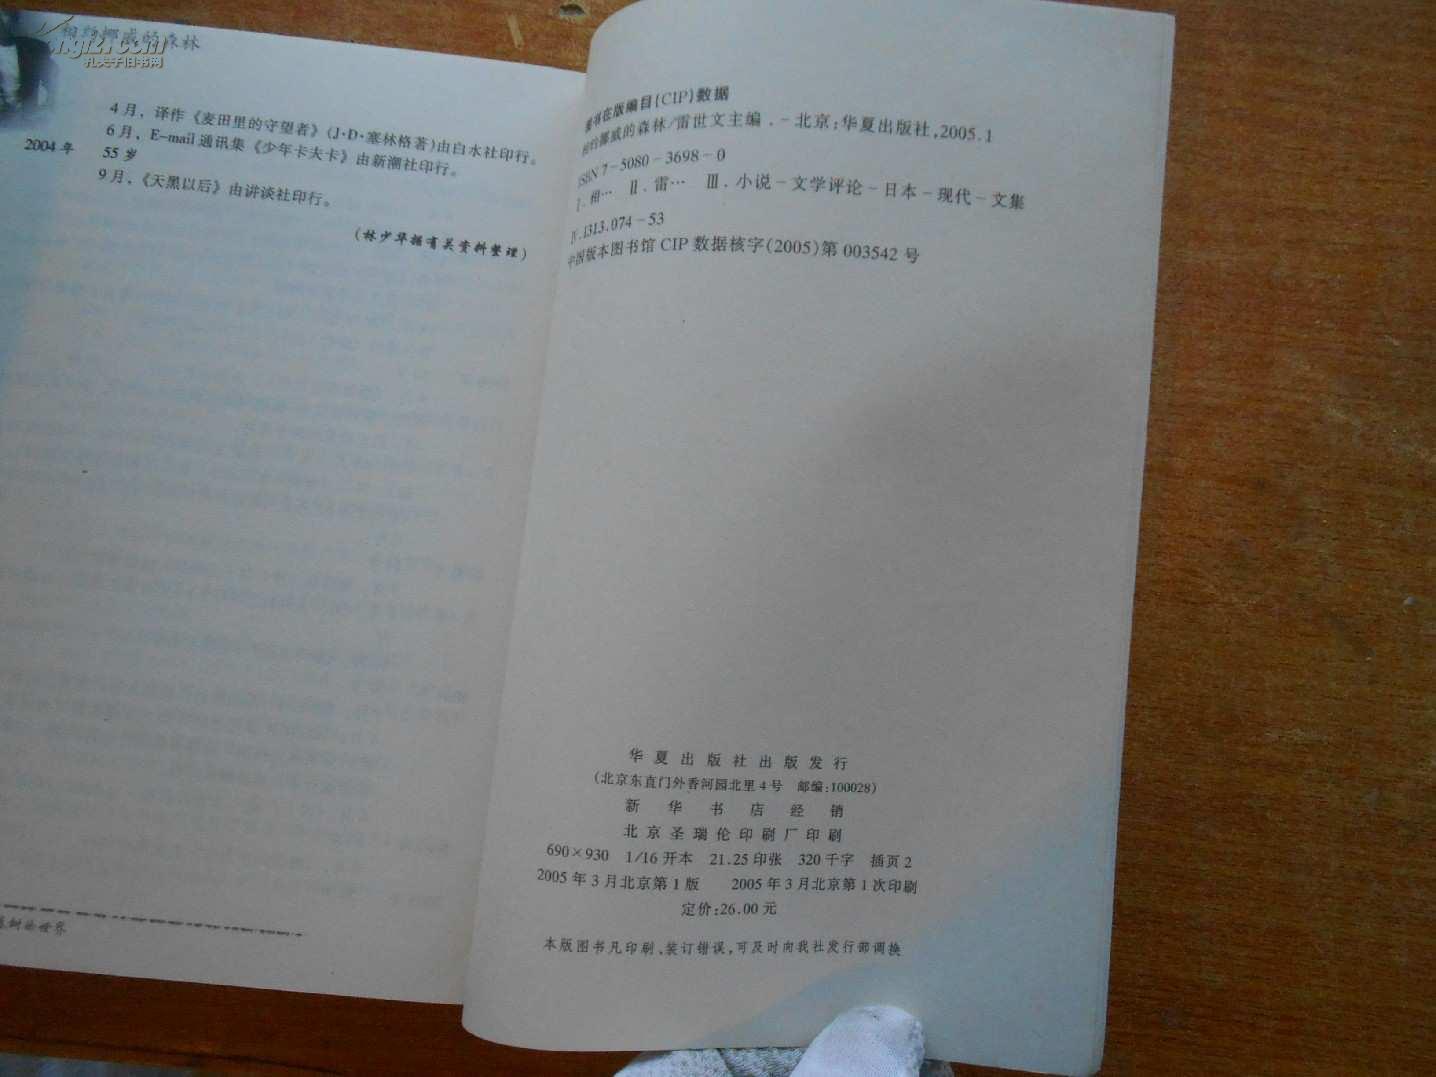 相约挪威的森林
孔夫子旧书网
4月，译作《麦田里的守望者》(J·D·塞林格著)由白水社印行。
6月，E-mail通讯集《少年卡夫卡》由新潮社印行。
2004年 55岁
9月，《天黑以后》由讲谈社印行。
(林少华据有关资料整理)
树的世界
图书在版编目(CIP)数据
相约挪威的森林/雷世文主编.-北京:华夏出版社,2005.1
ISBN 7-5080-3698-0
Ⅰ.相… Ⅱ.雷… Ⅲ.小说-文学评论-日本-现代-文集
Ⅳ.I313.074-53
中国版本图书馆CIP数据核字(2005)第003542号
华夏出版社出版发行
(北京东直门外香河园北里4号 邮编:100028)
新华书店经销
北京圣瑞伦印刷厂印刷
690×930 1/16开本 21.25印张 320千字 插页2
2005年3月北京第1版 2005年3月北京第1次印刷
定价:26.00元
本版图书凡印刷、装订错误,可及时向我社发行部调换